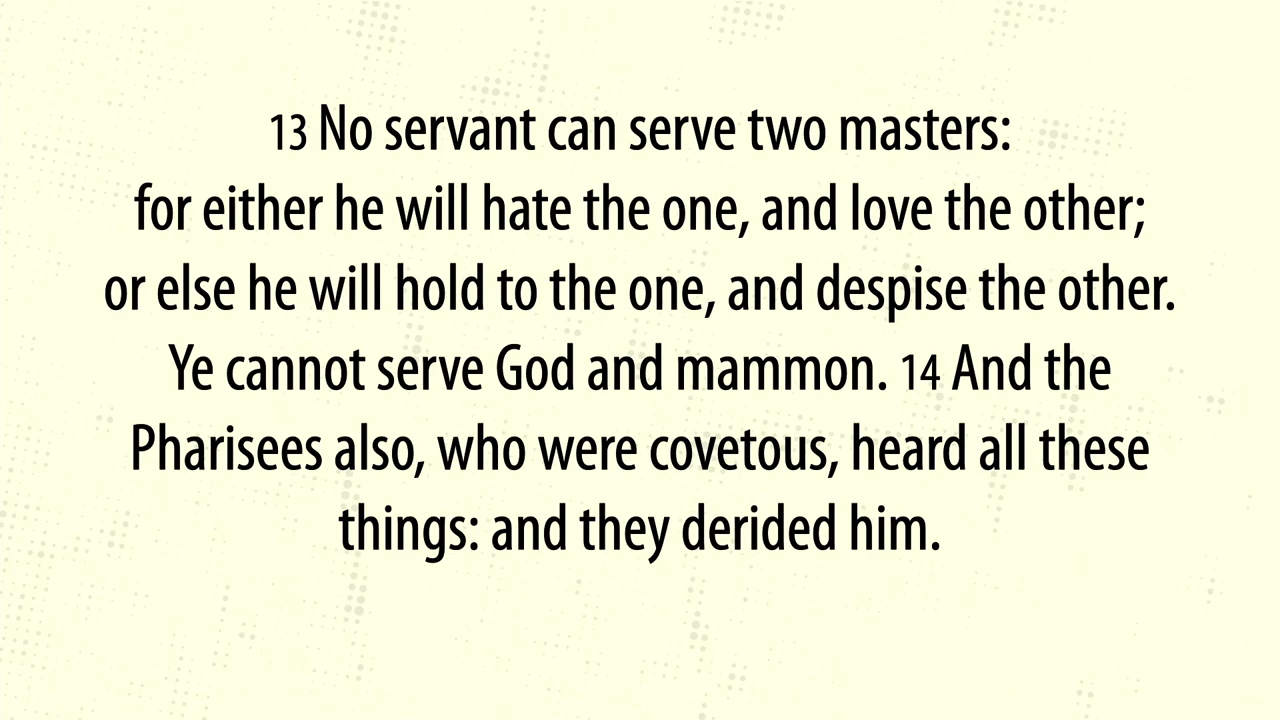 13 No servant can serve two masters:
for either he will hate the one, and love the other;
or else he will hold to the one, and despise the other.
Ye cannot serve God and mammon. 14 And the
Pharisees also, who were covetous, heard all these
things: and they derided him.